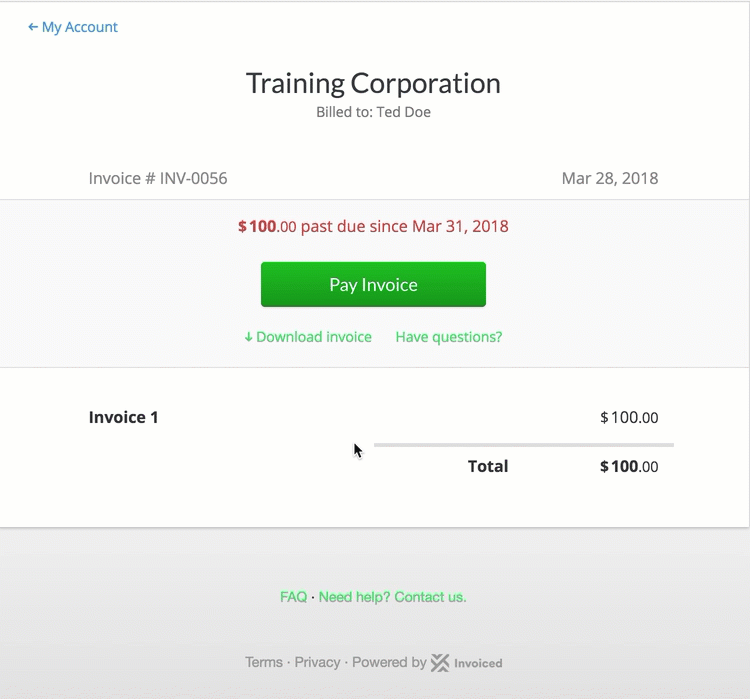 ← My Account
Training Corporation
Billed to: Ted Doe
Invoice # INV-0056 Mar 28, 2018
$100.00 past due since Mar 31, 2018
Pay Invoice
↓ Download invoice Have questions?
Invoice 1 $100.00
Total $100.00
FAQ · Need help? Contact us.
Terms · Privacy · Powered by Invoiced